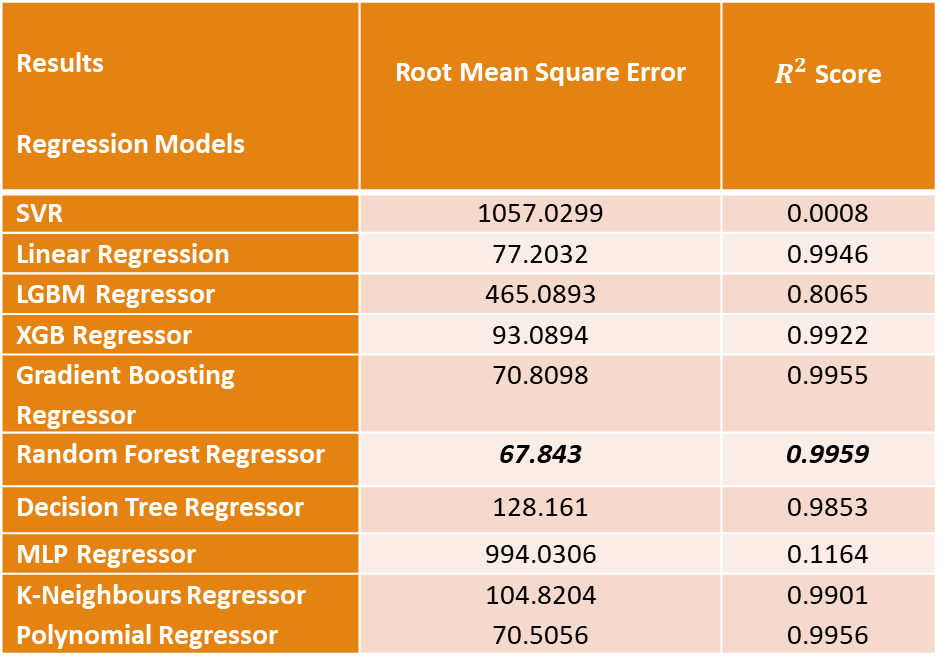 Results
Regression Models
Root Mean Square Error
R² Score
SVR 1057.0299 0.0008
Linear Regression 77.2032 0.9946
LGBM Regressor 465.0893 0.8065
XGB Regressor 93.0894 0.9922
Gradient Boosting 70.8098 0.9955
Regressor
Random Forest Regressor 67.843 0.9959
Decision Tree Regressor 128.161 0.9853
MLP Regressor 994.0306 0.1164
K-Neighbours Regressor 104.8204 0.9901
Polynomial Regressor 70.5056 0.9956